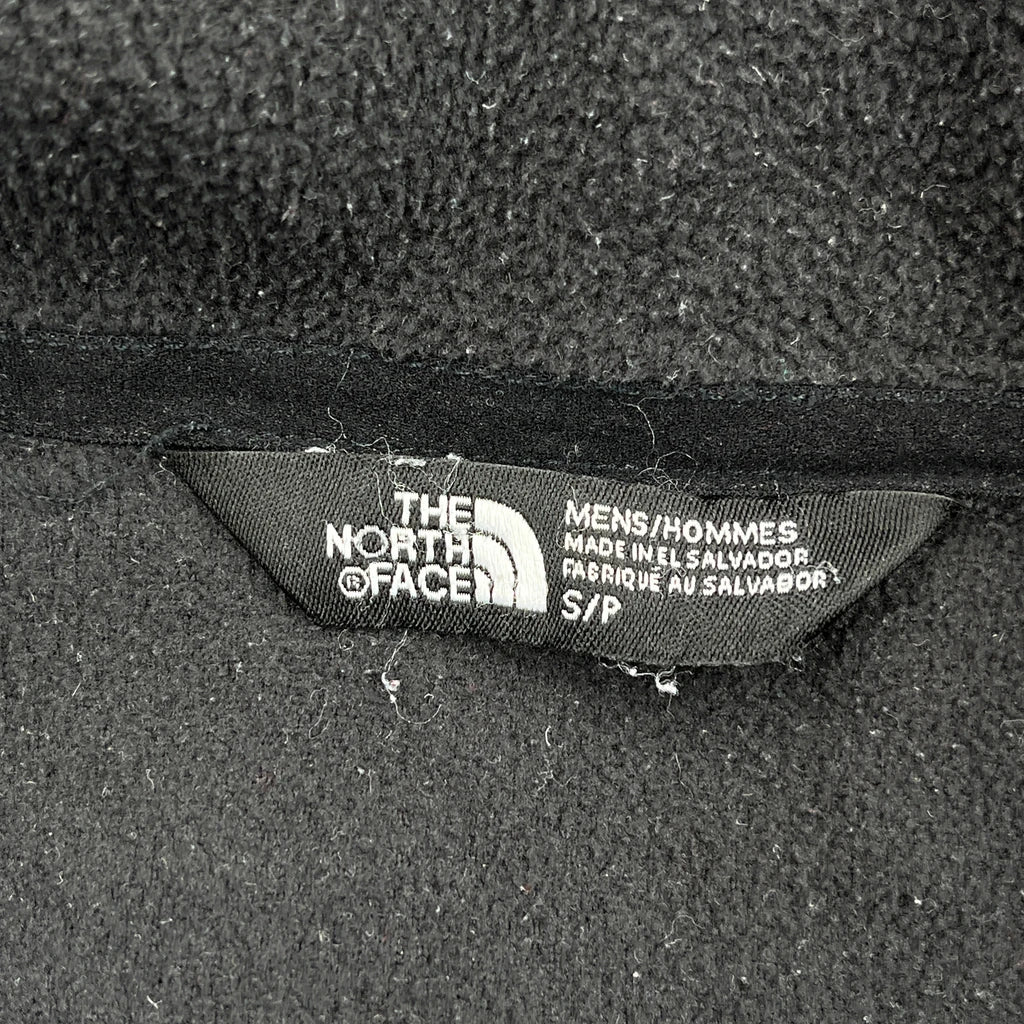 THE
NORTH
®FACE
MENS/HOMMES
MADE IN EL SALVADOR
FABRIQUÉ AU SALVADOR
S/P